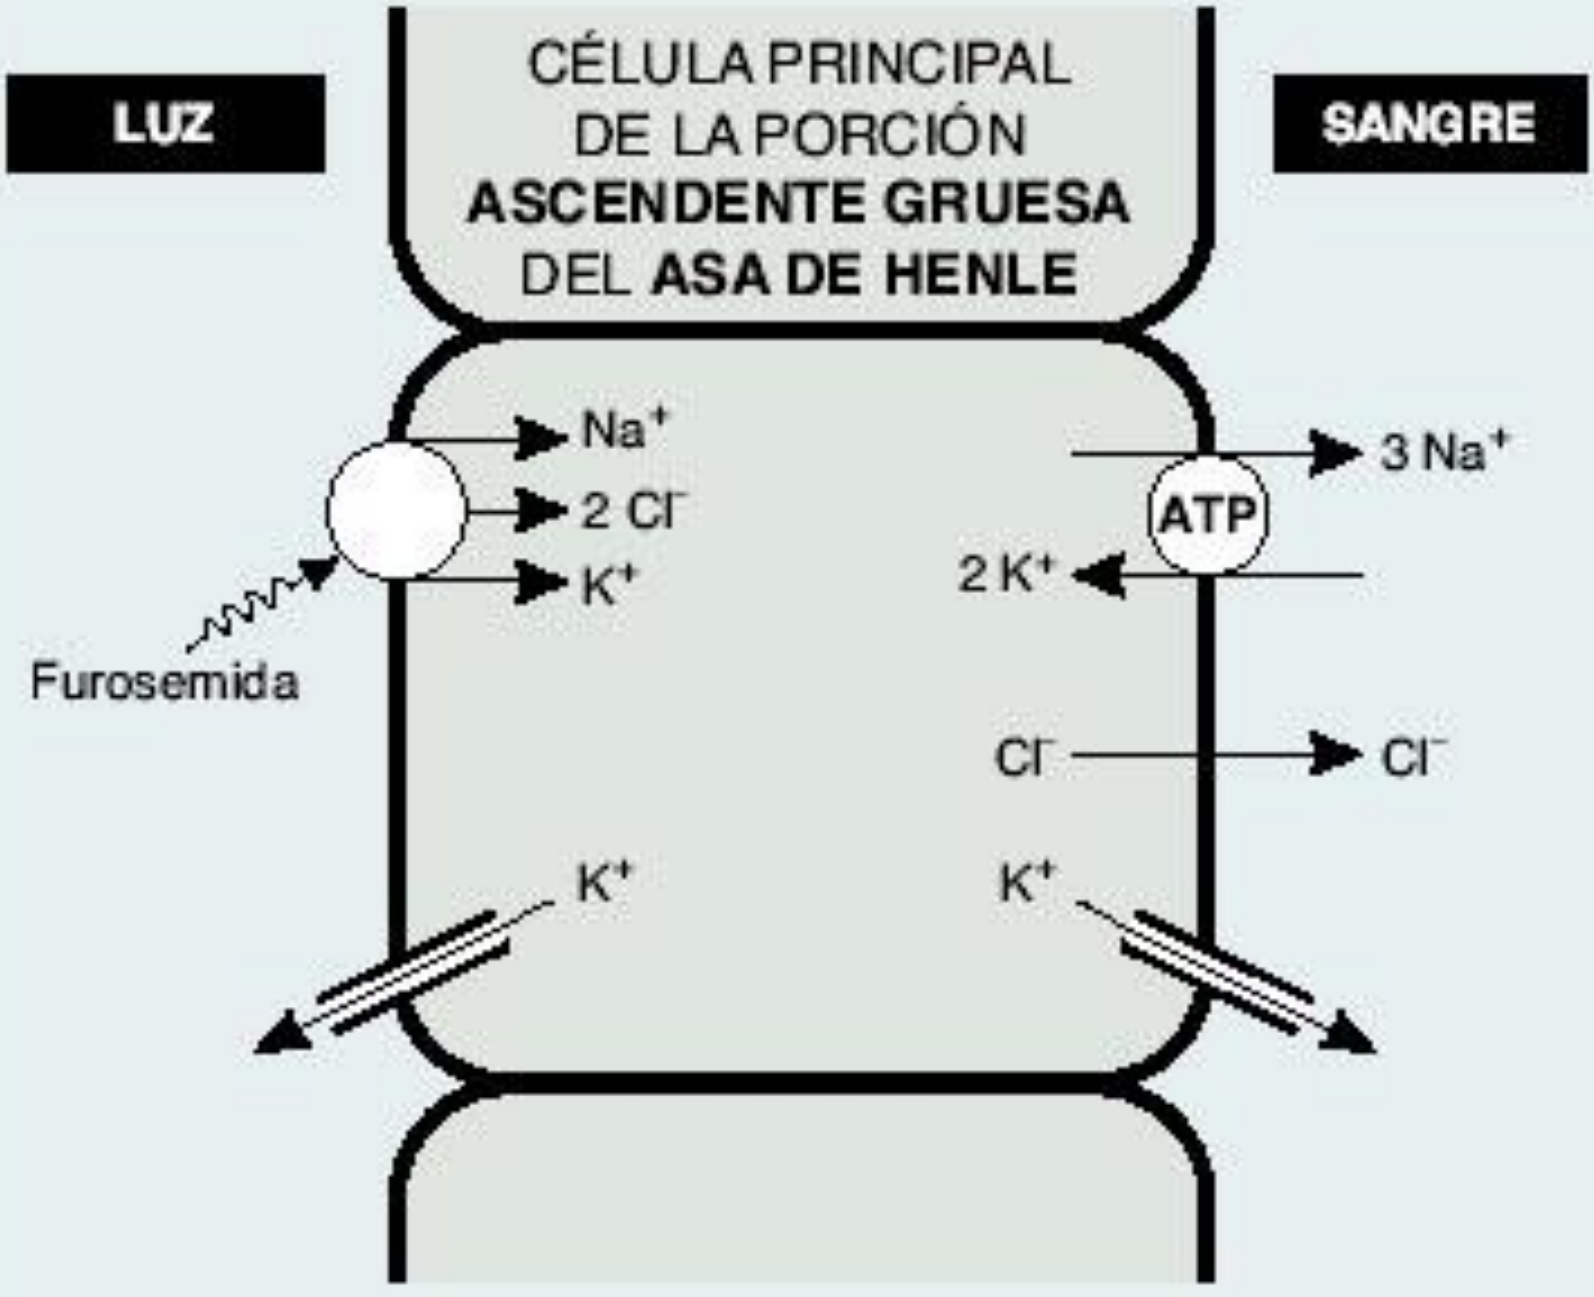 LUZ
CÉLULA PRINCIPAL
DE LA PORCIÓN
ASCENDENTE GRUESA
DEL ASA DE HENLE
SANGRE
Na⁺
2 Cl⁻
K⁺
Furosemida
3 Na⁺
ATP
2 K⁺
Cl⁻
Cl⁻
K⁺
K⁺